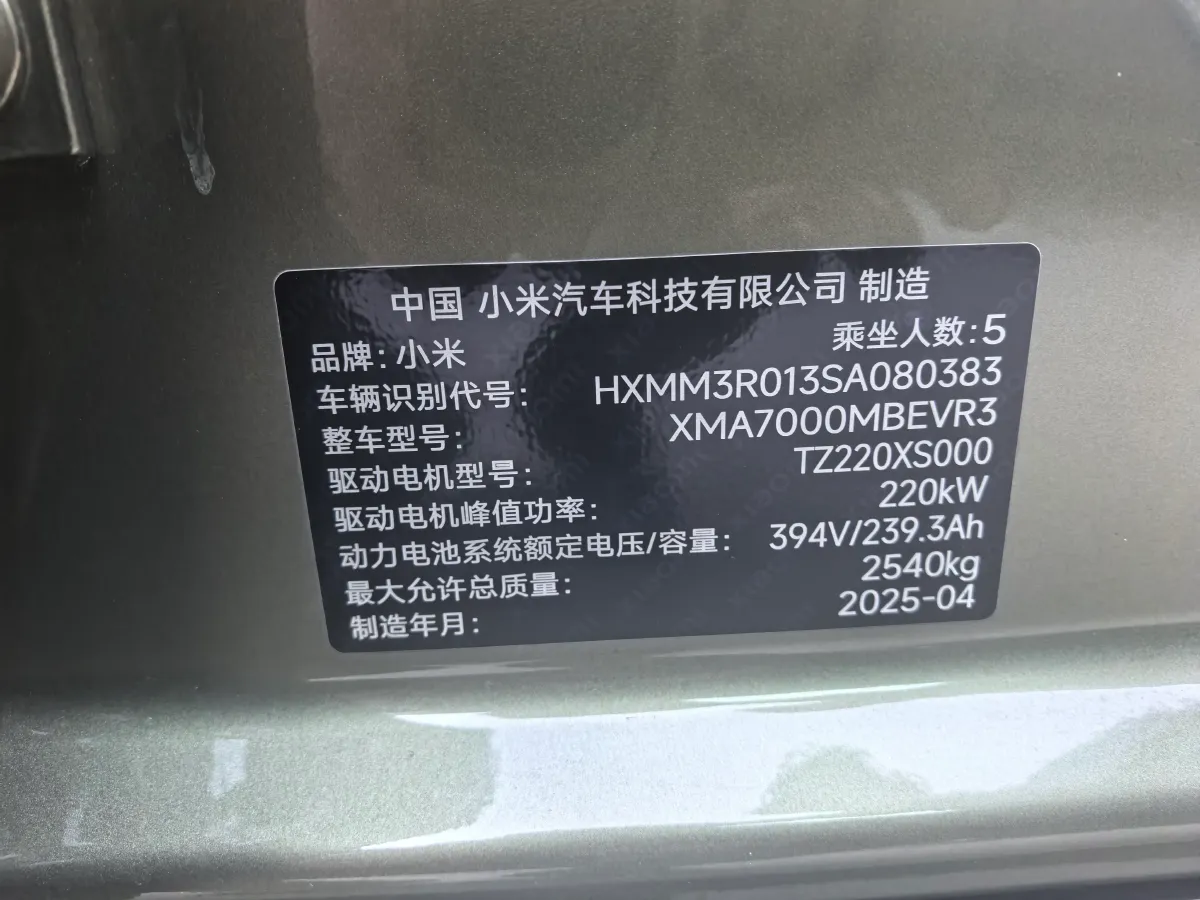 中国 小米汽车科技有限公司 制造
品牌：小米 乘坐人数：5
车辆识别代号： HXMM3R013SA080383
整车型号： XMA7000MBEVR3
驱动电机型号： TZ220XS000
驱动电机峰值功率： 220kW
动力电池系统额定电压/容量： 394V/239.3Ah
最大允许总质量： 2540kg
制造年月： 2025-04